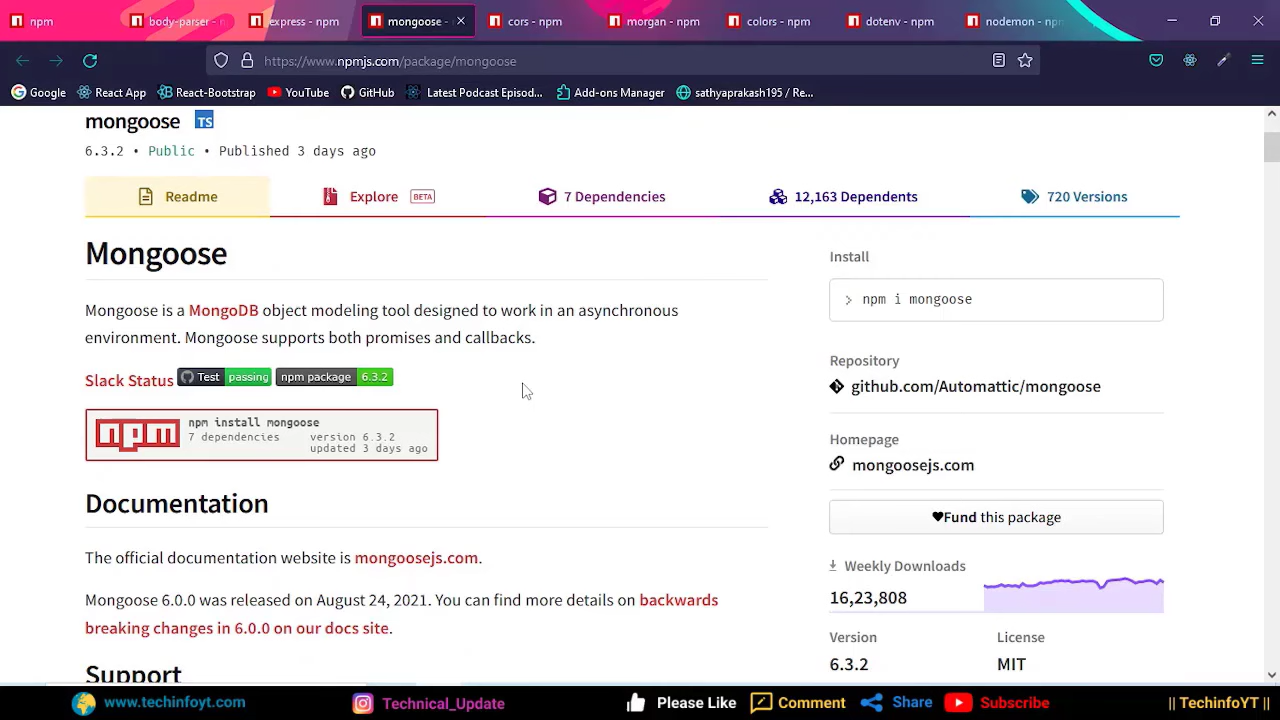 npm
body-parser - n
express - npm
mongoose -
cors - npm
morgan - npm
colors - npm
dotenv - npm
nodemon - npm
https://www.npmjs.com/package/mongoose
Google
React App
React-Bootstrap
YouTube
GitHub
Latest Podcast Episod...
Add-ons Manager
sathyaprakash195 / Re...
mongoose TS
6.3.2 • Public • Published 3 days ago
Readme
Explore BETA
7 Dependencies
12,163 Dependents
720 Versions
Mongoose
Mongoose is a MongoDB object modeling tool designed to work in an asynchronous
environment. Mongoose supports both promises and callbacks.
Slack Status Test passing npm package 6.3.2
npm npm install mongoose
7 dependencies version 6.3.2
updated 3 days ago
Documentation
The official documentation website is mongoosejs.com.
Mongoose 6.0.0 was released on August 24, 2021. You can find more details on backwards
breaking changes in 6.0.0 on our docs site.
Support
Install
> npm i mongoose
Repository
github.com/Automattic/mongoose
Homepage
mongoosejs.com
Fund this package
Weekly Downloads
16,23,808
Version
License
6.3.2
MIT
www.techinfoyt.com
Technical_Update
Please Like
Comment
Share
Subscribe
|| TechinfoYT ||